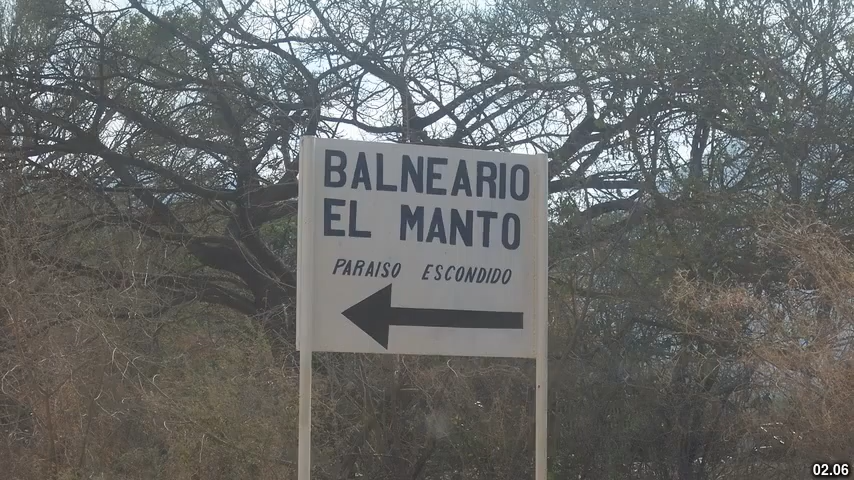 BALNEARIO
EL MANTO
PARAISO ESCONDIDO
02.06